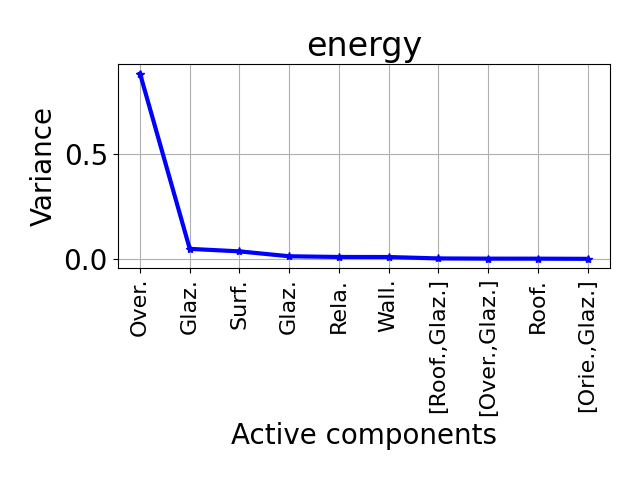 energy
Variance
0.5
0.0
Over.
Glaz.
Surf.
Glaz.
Rela.
Wall.
[Roof.,Glaz.]
[Over.,Glaz.]
Roof.
[Orie.,Glaz.]
Active components